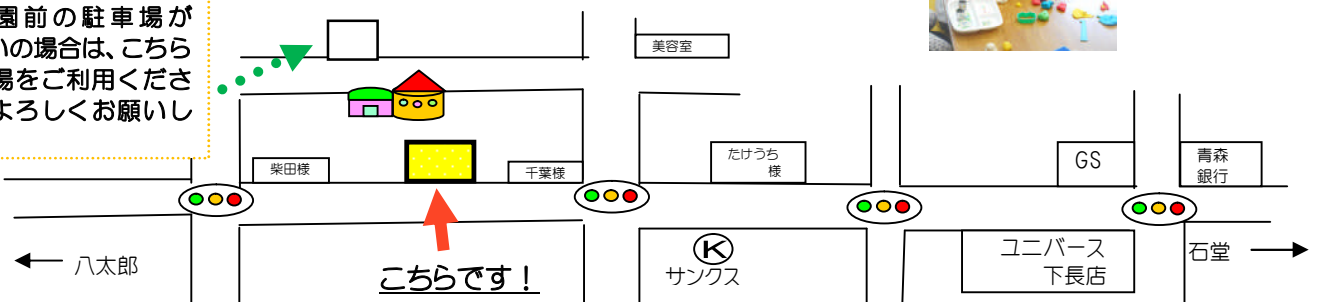 園前の駐車場が
いの場合は、こちら
場をご利用くださ
よろしくお願いし
美容室
柴田様
千葉様
たけうち
様
GS
青森
銀行
八太郎
こちらです！
K
サンクス
ユニバース
下長店
石堂